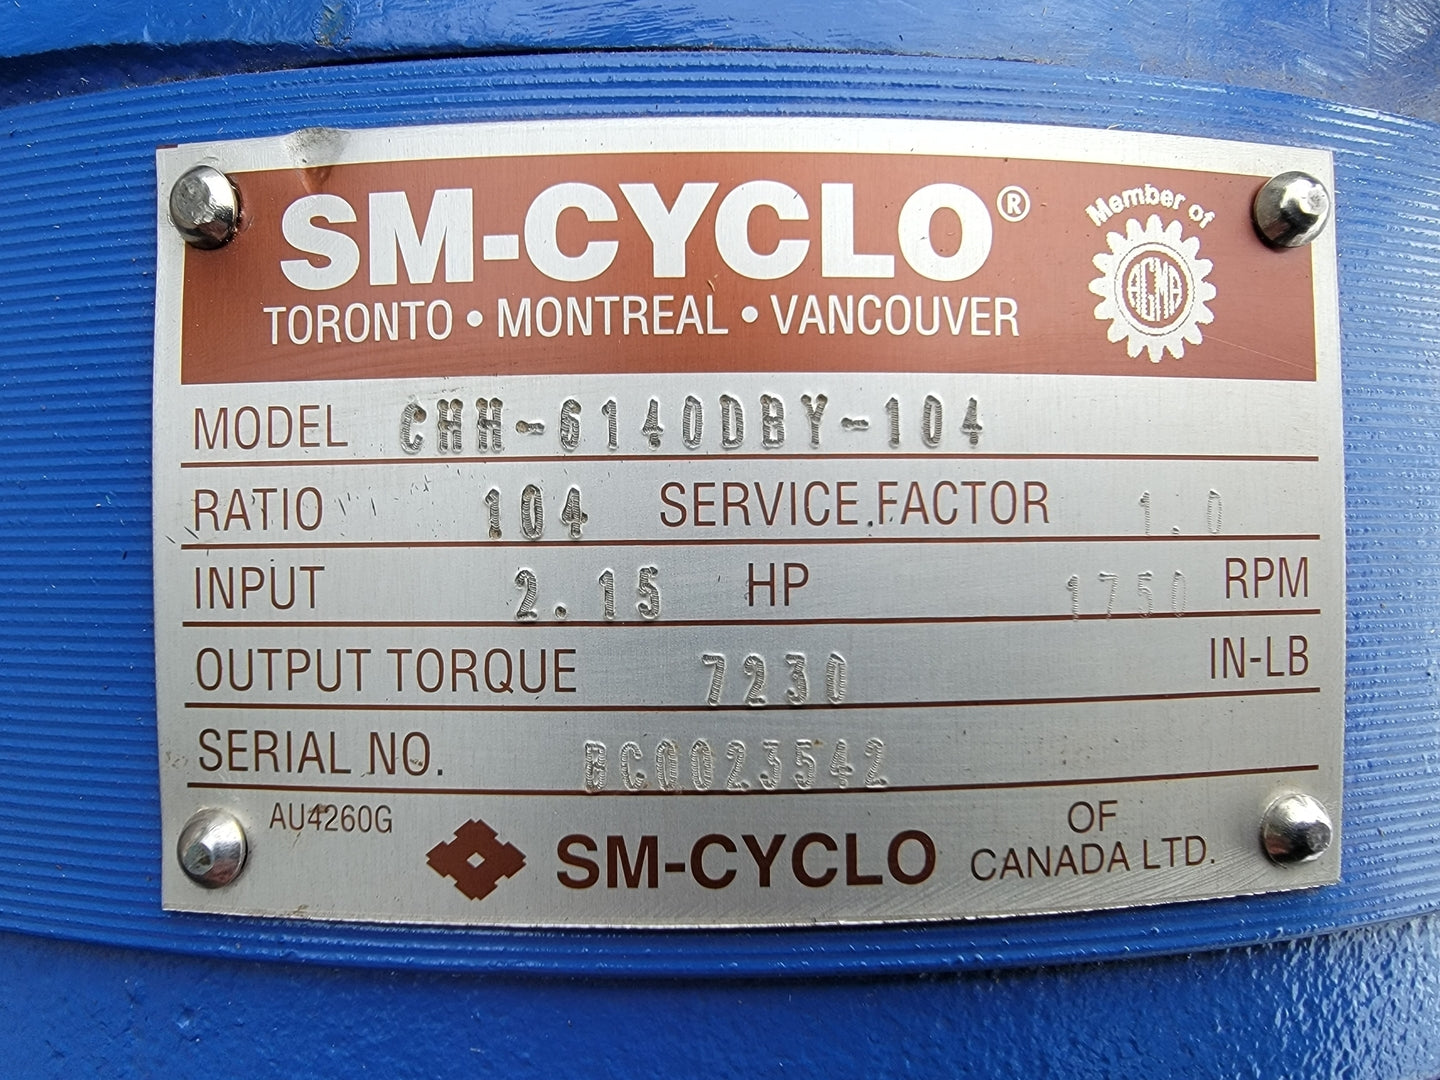 SM-CYCLO®
TORONTO • MONTREAL • VANCOUVER
Member of
AGMA
MODEL CHH-6140DBY-104
RATIO 104 SERVICE FACTOR 1.0
INPUT 2.15 HP 1750 RPM
OUTPUT TORQUE 7230 IN-LB
SERIAL NO.
AU4260G
SM-CYCLO OF
CANADA LTD.